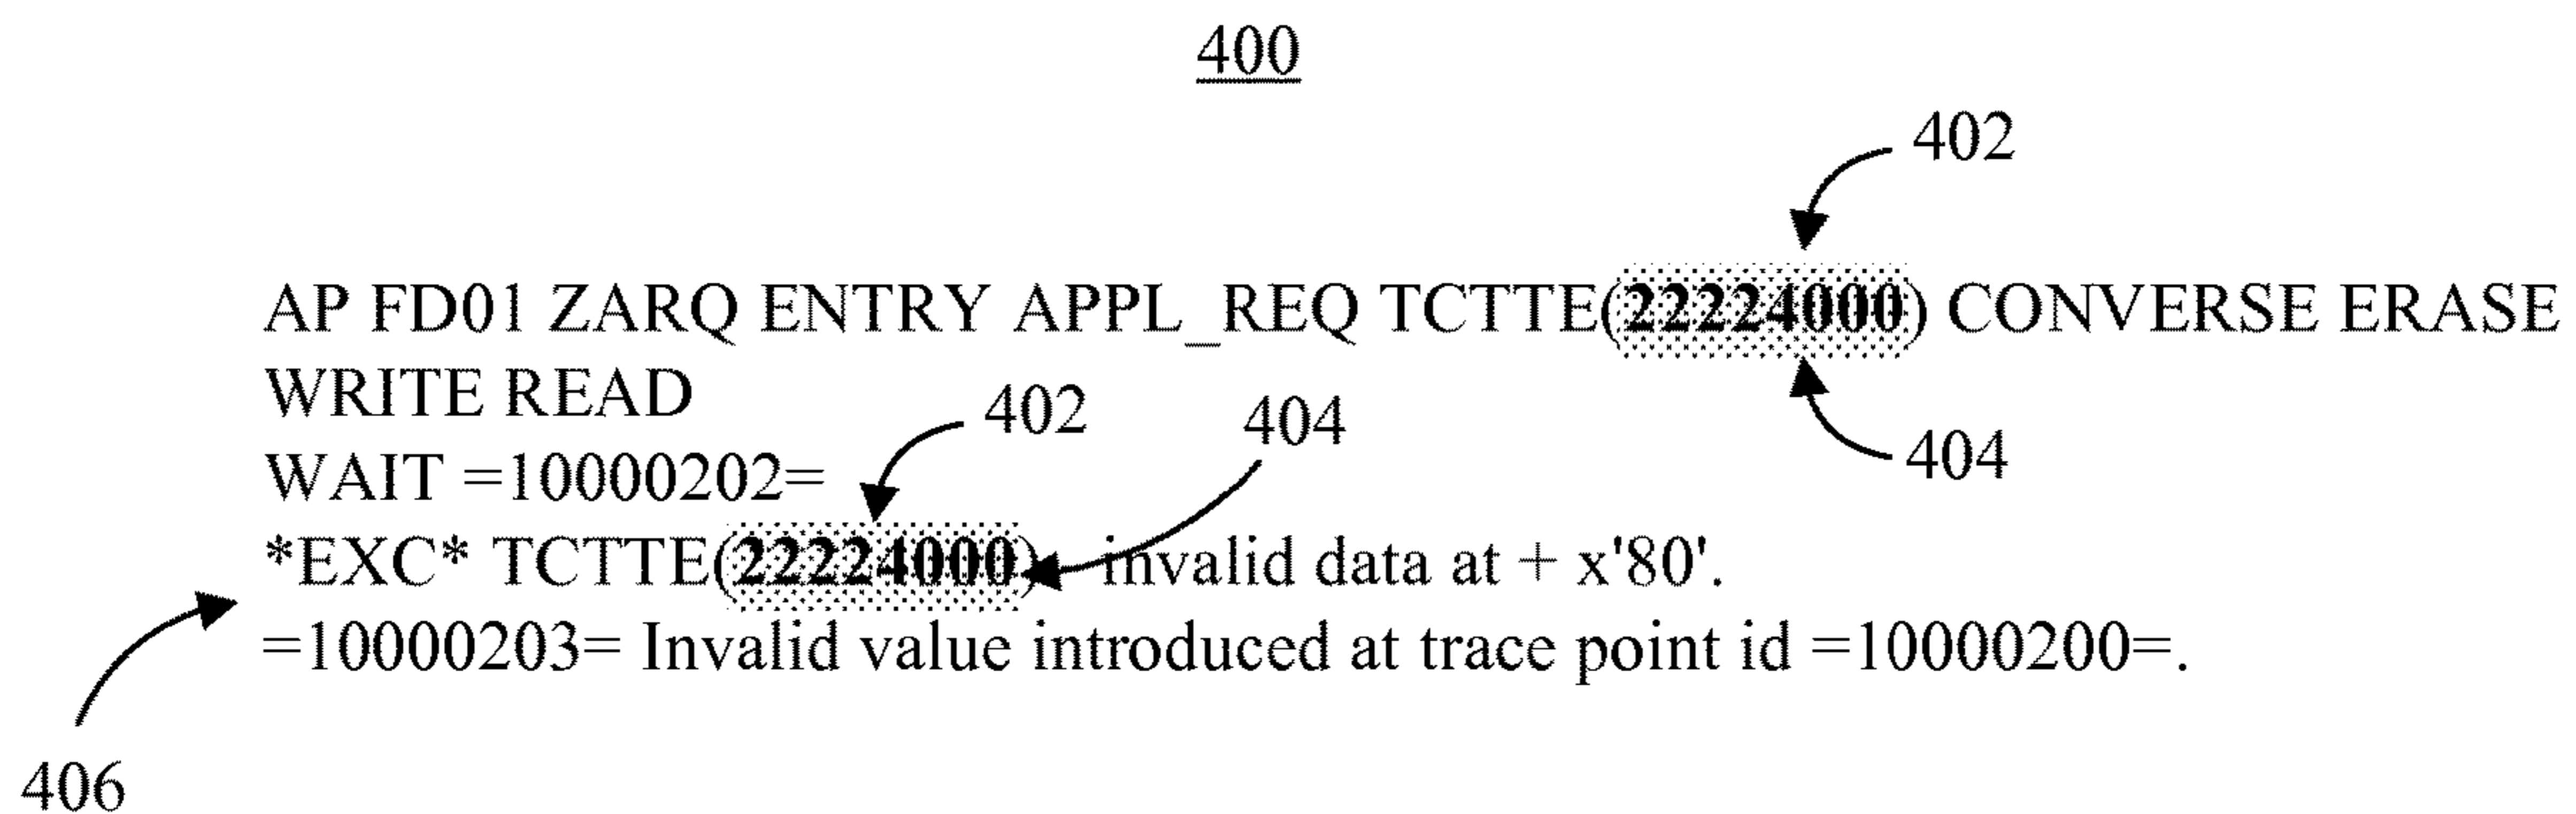 400
402
AP FD01 ZARQ ENTRY APPL_REQ TCTTE(22224000) CONVERSE ERASE
WRITE READ
402
404
404
WAIT =10000202=
*EXC* TCTTE(22224000) invalid data at + x'80'.
=10000203= Invalid value introduced at trace point id =10000200=.
406